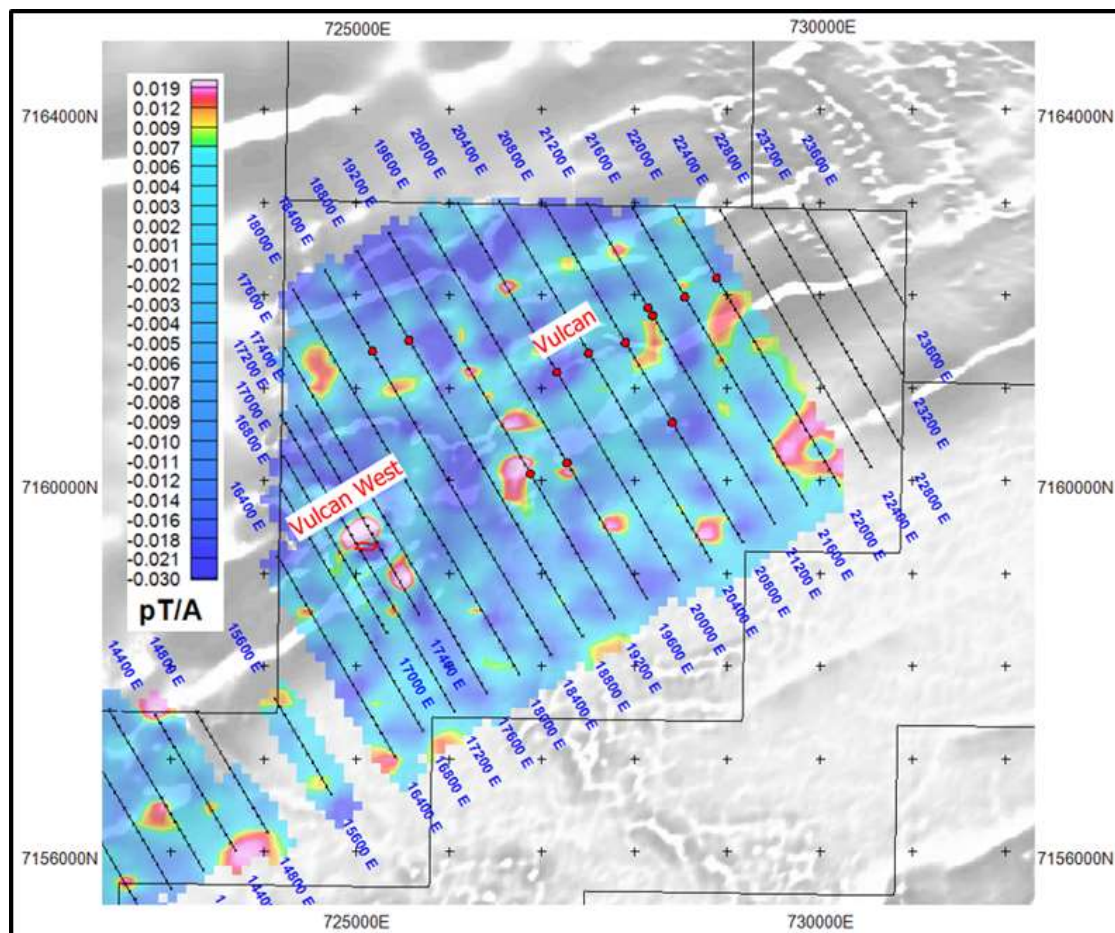 725000E
730000E
7164000N
7164000N
0.019
0.012
0.009
0.007
0.006
0.004
0.003
0.002
0.001
-0.001
-0.002
-0.003
-0.004
-0.005
-0.006
-0.007
-0.009
-0.010
-0.011
-0.012
-0.014
-0.016
-0.018
-0.021
-0.030
pT/A
16400 E
16800 E
17000 E
17200 E
17400 E
17600 E
18000 E
18400 E
18800 E
19200 E
19600 E
20000 E
20400 E
20800 E
21200 E
21600 E
22000 E
22400 E
22800 E
23200 E
23600 E
Vulcan
Vulcan West
7160000N
7160000N
23600 E
23200 E
22800 E
22400 E
22000 E
21600 E
21200 E
20800 E
20400 E
20000 E
19600 E
19200 E
18800 E
18400 E
18000 E
17600 E
17200 E
16800 E
16400 E
17000 E
14400 E
14800 E
15600 E
15600 E
14800 E
7156000N
7156000N
725000E
730000E